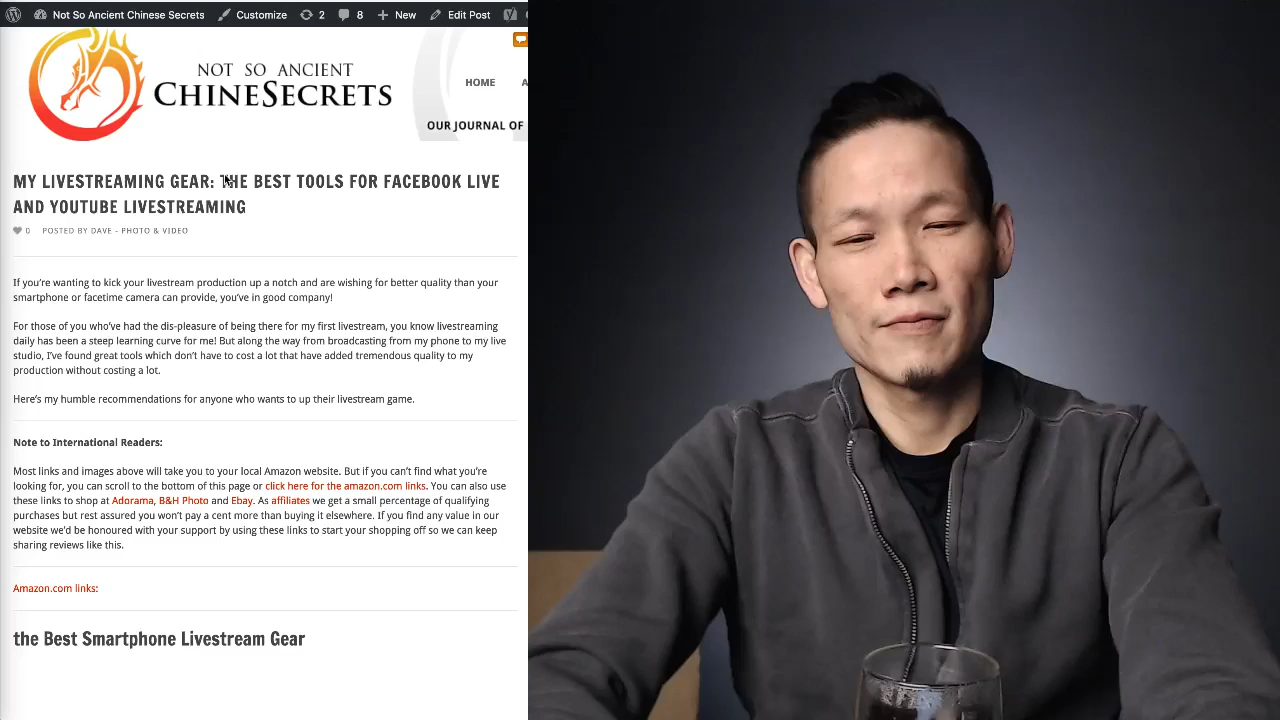 Not So Ancient Chinese Secrets Customize 2 8 New Edit Post
NOT SO ANCIENT
CHINESECRETS
HOME A
OUR JOURNAL OF
MY LIVESTREAMING GEAR: THE BEST TOOLS FOR FACEBOOK LIVE
AND YOUTUBE LIVESTREAMING
0 POSTED BY DAVE - PHOTO & VIDEO
If you're wanting to kick your livestream production up a notch and are wishing for better quality than your
smartphone or facetime camera can provide, you've in good company!
For those of you who've had the dis-pleasure of being there for my first livestream, you know livestreaming
daily has been a steep learning curve for me! But along the way from broadcasting from my phone to my live
studio, I've found great tools which don't have to cost a lot that have added tremendous quality to my
production without costing a lot.
Here's my humble recommendations for anyone who wants to up their livestream game.
Note to International Readers:
Most links and images above will take you to your local Amazon website. But if you can't find what you're
looking for, you can scroll to the bottom of this page or click here for the amazon.com links. You can also use
these links to shop at Adorama, B&H Photo and Ebay. As affiliates we get a small percentage of qualifying
purchases but rest assured you won't pay a cent more than buying it elsewhere. If you find any value in our
website we'd be honoured with your support by using these links to start your shopping off so we can keep
sharing reviews like this.
Amazon.com links:
the Best Smartphone Livestream Gear